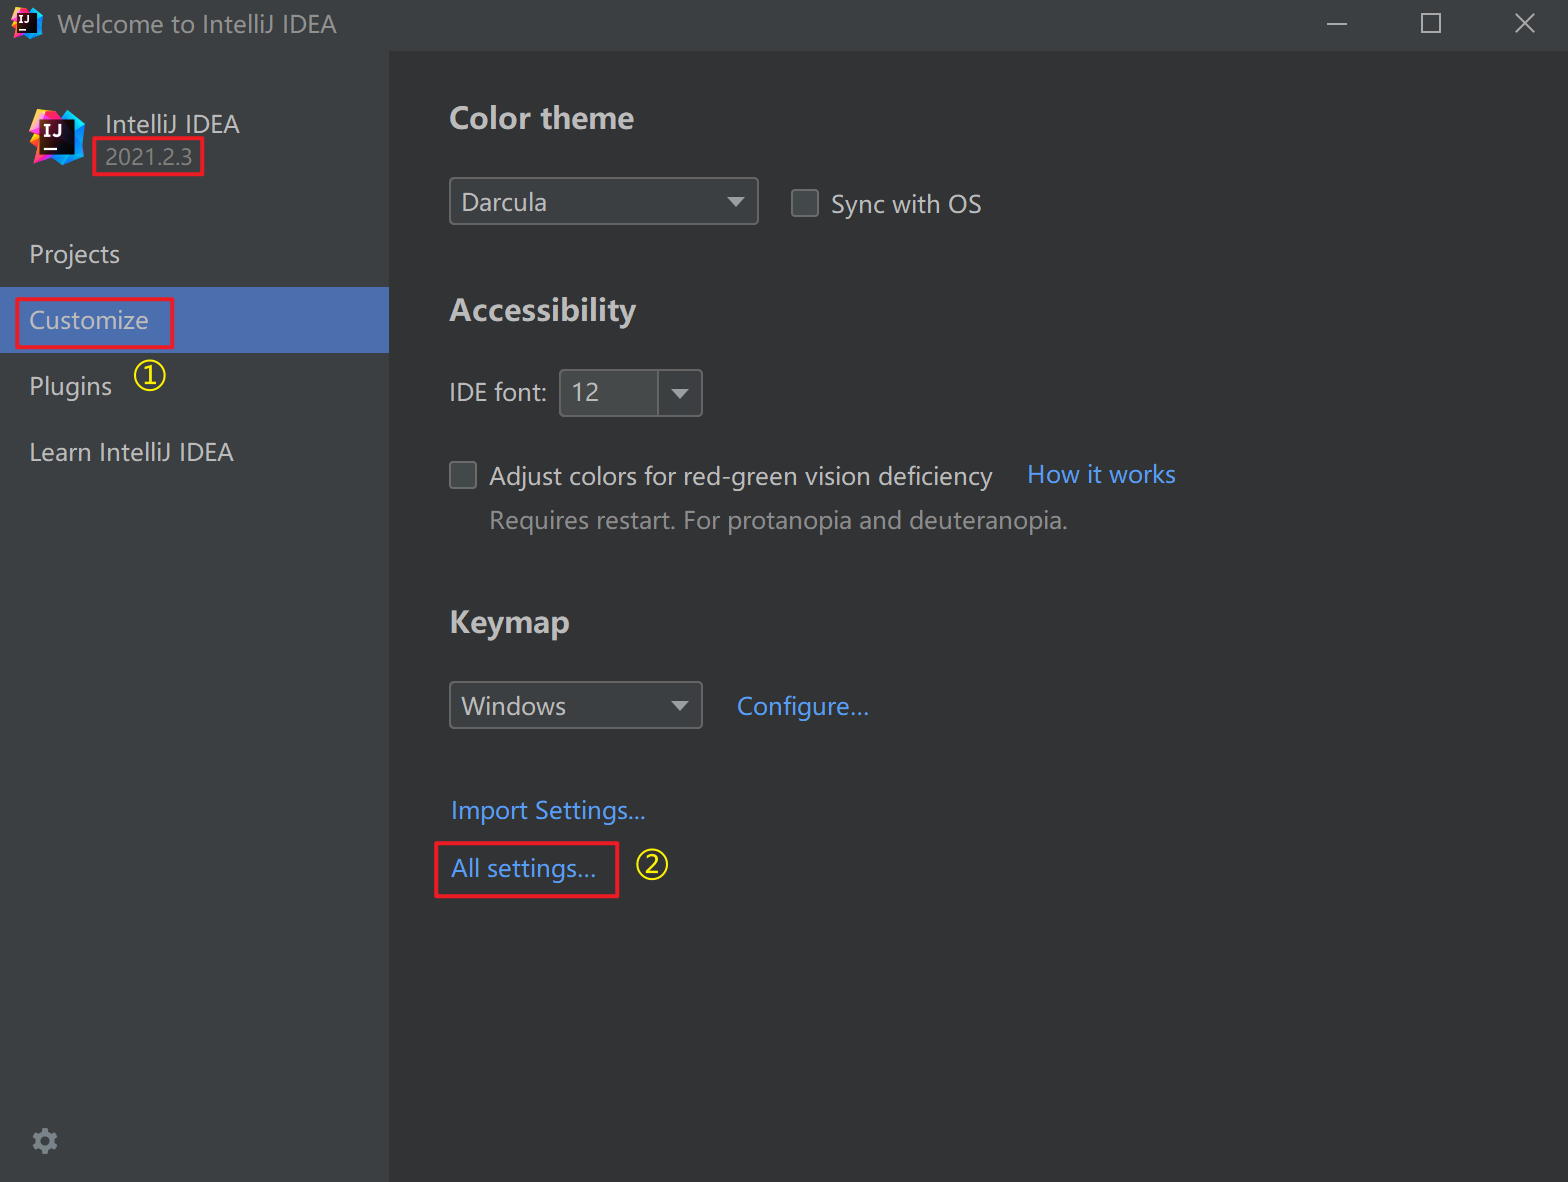 Welcome to IntelliJ IDEA
IntelliJ IDEA
2021.2.3
Projects
Customize
①
Plugins
Learn IntelliJ IDEA
Color theme
Darcula
Sync with OS
Accessibility
IDE font: 12
Adjust colors for red-green vision deficiency How it works
Requires restart. For protanopia and deuteranopia.
Keymap
Windows Configure...
Import Settings...
All settings... ②